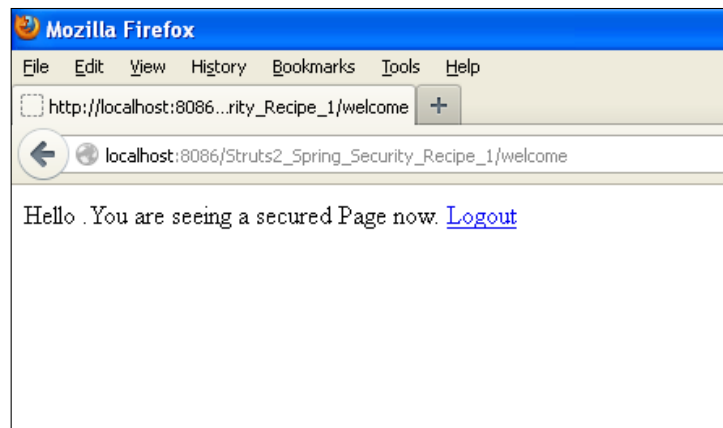 Mozilla Firefox
File Edit View History Bookmarks Tools Help
http://localhost:8086...rity_Recipe_1/welcome +
localhost:8086/Struts2_Spring_Security_Recipe_1/welcome
Hello . You are seeing a secured Page now. Logout